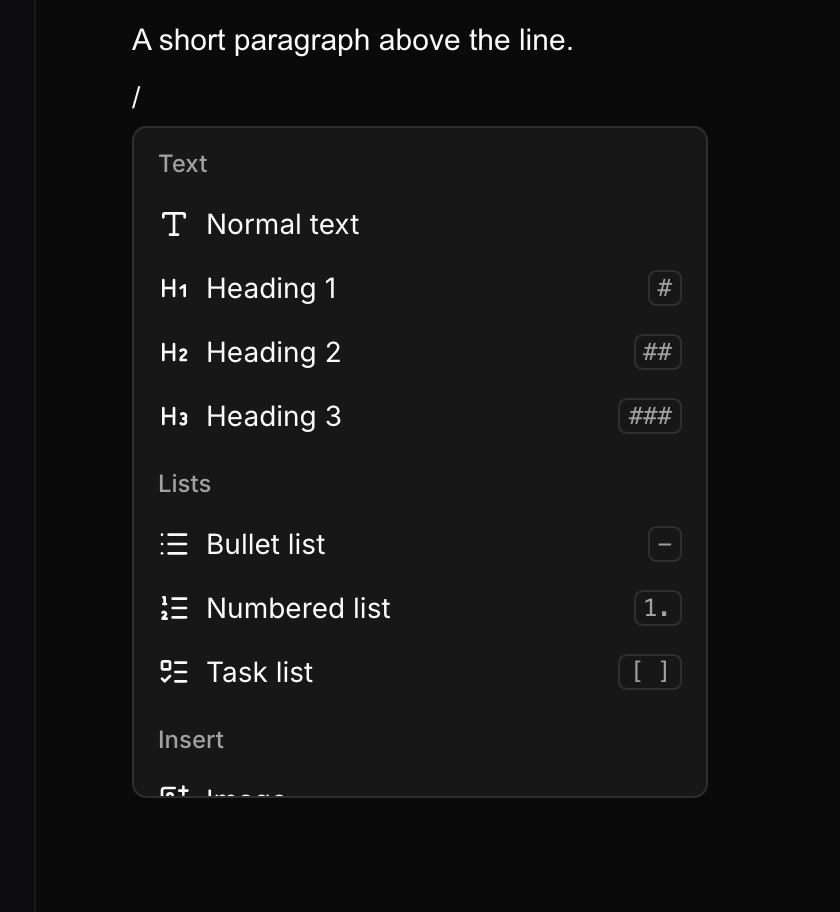 A short paragraph above the line.
/
Text
Normal text
H1 Heading 1 #
H2 Heading 2 ##
H3 Heading 3 ###
Lists
Bullet list –
Numbered list 1.
Task list [ ]
Insert
Image